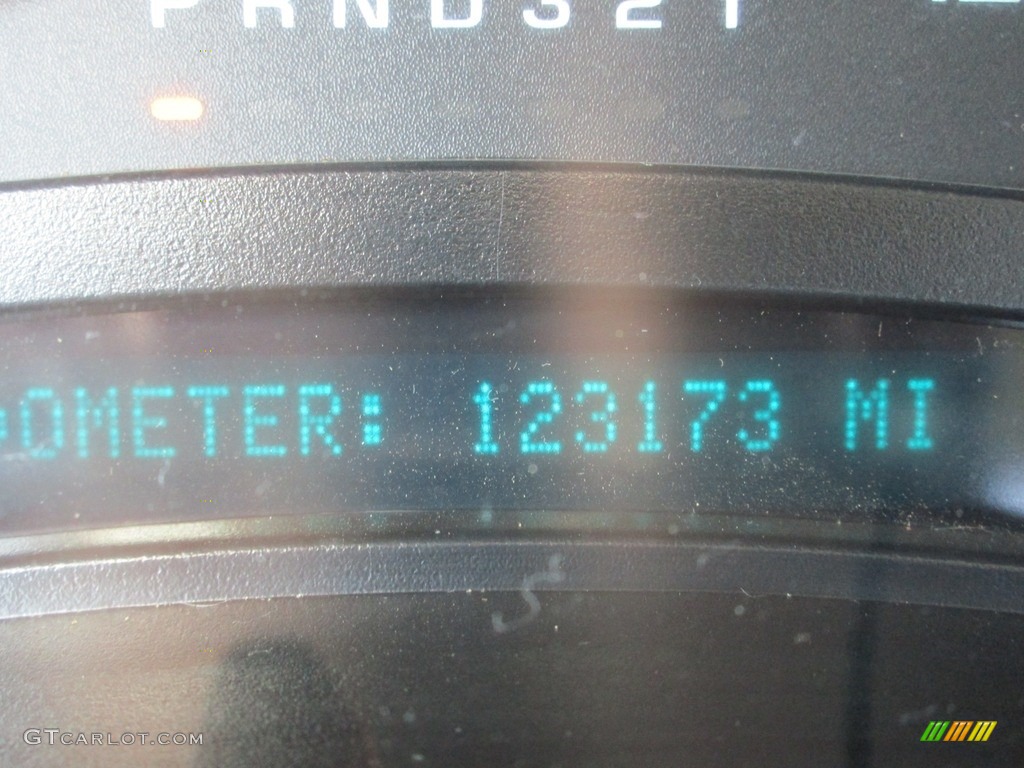 PRND321
OMETER: 123173 MI
GTCARLOT.COM